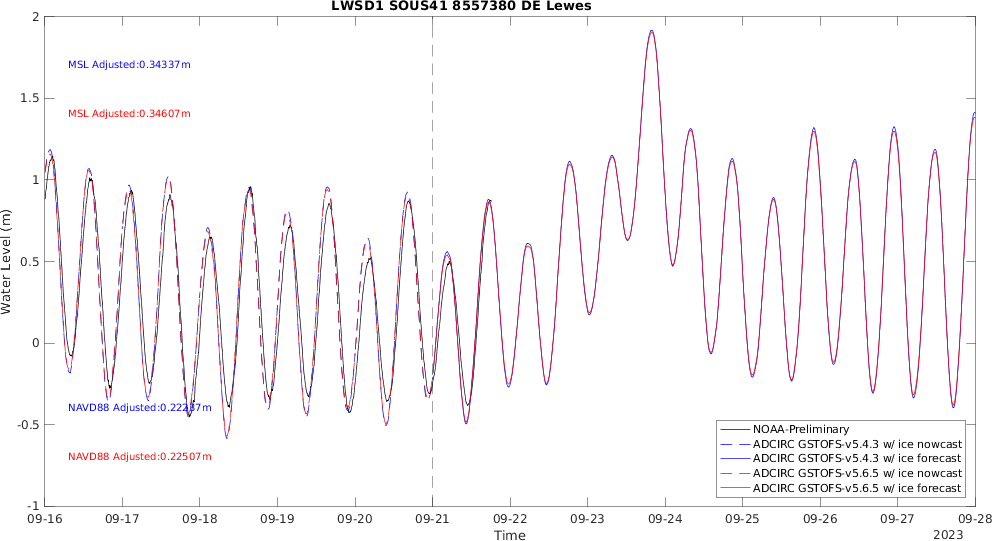 LWSD1 SOUS41 8557380 DE Lewes
2
1.5
1
0.5
0
-0.5
-1
Water Level (m)
MSL Adjusted:0.34337m
MSL Adjusted:0.34607m
NAVD88 Adjusted:0.22237m
NAVD88 Adjusted:0.22507m
NOAA-Preliminary
ADCIRC GSTOFS-v5.4.3 w/ ice nowcast
ADCIRC GSTOFS-v5.4.3 w/ ice forecast
ADCIRC GSTOFS-v5.6.5 w/ ice nowcast
ADCIRC GSTOFS-v5.6.5 w/ ice forecast
09-16 09-17 09-18 09-19 09-20 09-21 09-22 09-23 09-24 09-25 09-26 09-27 09-28
Time
2023